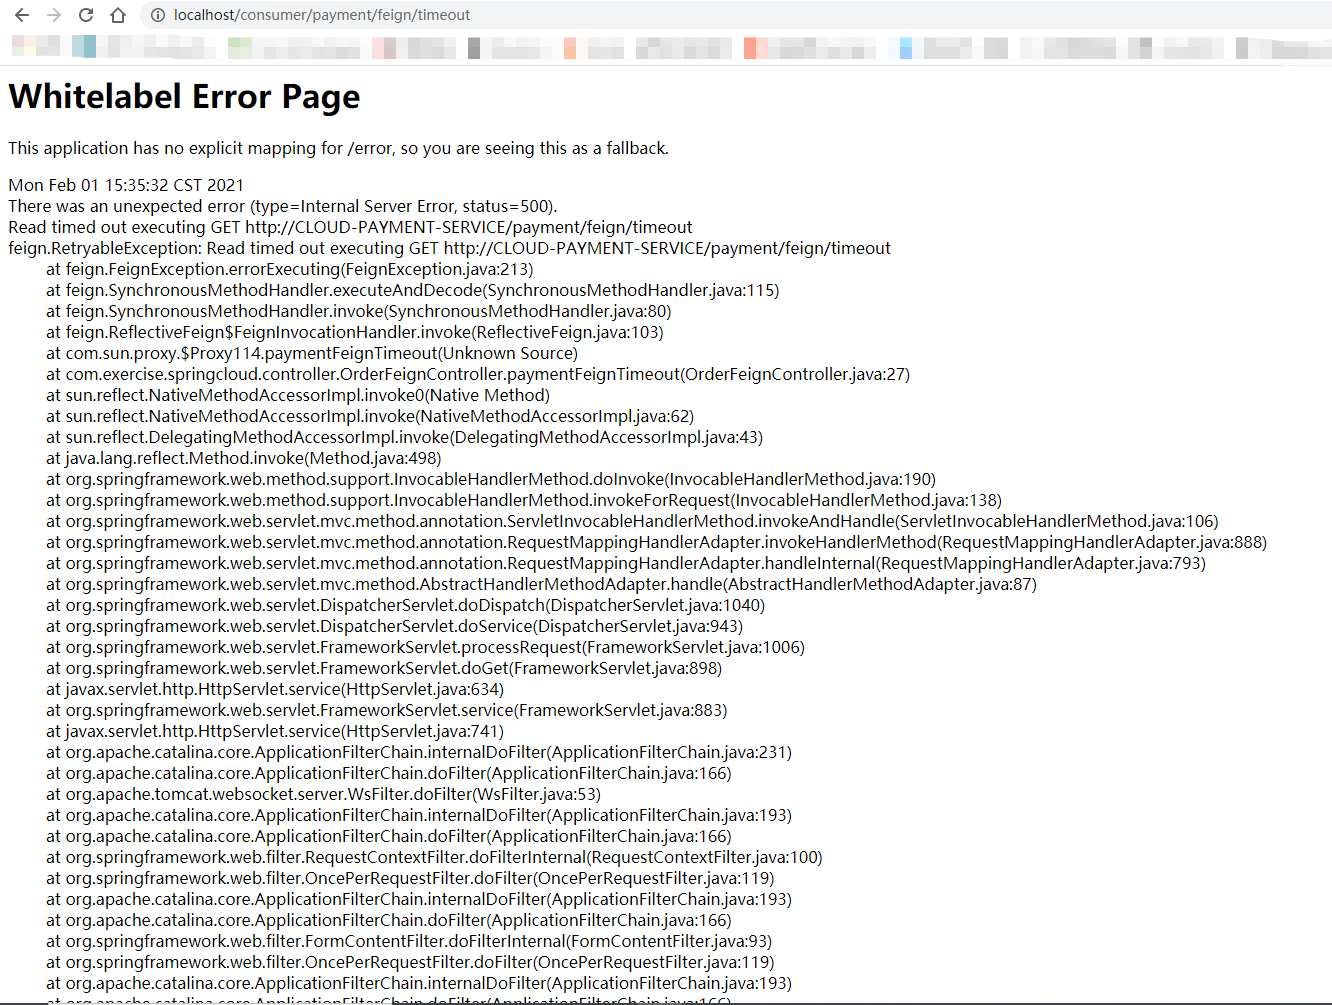 localhost/consumer/payment/feign/timeout
Whitelabel Error Page
This application has no explicit mapping for /error, so you are seeing this as a fallback.
Mon Feb 01 15:35:32 CST 2021
There was an unexpected error (type=Internal Server Error, status=500).
Read timed out executing GET http://CLOUD-PAYMENT-SERVICE/payment/feign/timeout
feign.RetryableException: Read timed out executing GET http://CLOUD-PAYMENT-SERVICE/payment/feign/timeout
at feign.FeignException.errorExecuting(FeignException.java:213)
at feign.SynchronousMethodHandler.executeAndDecode(SynchronousMethodHandler.java:115)
at feign.SynchronousMethodHandler.invoke(SynchronousMethodHandler.java:80)
at feign.ReflectiveFeign$FeignInvocationHandler.invoke(ReflectiveFeign.java:103)
at com.sun.proxy.$Proxy114.paymentFeignTimeout(Unknown Source)
at com.exercise.springcloud.controller.OrderFeignController.paymentFeignTimeout(OrderFeignController.java:27)
at sun.reflect.NativeMethodAccessorImpl.invoke0(Native Method)
at sun.reflect.NativeMethodAccessorImpl.invoke(NativeMethodAccessorImpl.java:62)
at sun.reflect.DelegatingMethodAccessorImpl.invoke(DelegatingMethodAccessorImpl.java:43)
at java.lang.reflect.Method.invoke(Method.java:498)
at org.springframework.web.method.support.InvocableHandlerMethod.doInvoke(InvocableHandlerMethod.java:190)
at org.springframework.web.method.support.InvocableHandlerMethod.invokeForRequest(InvocableHandlerMethod.java:138)
at org.springframework.web.servlet.mvc.method.annotation.ServletInvocableHandlerMethod.invokeAndHandle(ServletInvocableHandlerMethod.java:106)
at org.springframework.web.servlet.mvc.method.annotation.RequestMappingHandlerAdapter.invokeHandlerMethod(RequestMappingHandlerAdapter.java:888)
at org.springframework.web.servlet.mvc.method.annotation.RequestMappingHandlerAdapter.handleInternal(RequestMappingHandlerAdapter.java:793)
at org.springframework.web.servlet.mvc.method.AbstractHandlerMethodAdapter.handle(AbstractHandlerMethodAdapter.java:87)
at org.springframework.web.servlet.DispatcherServlet.doDispatch(DispatcherServlet.java:1040)
at org.springframework.web.servlet.DispatcherServlet.doService(DispatcherServlet.java:943)
at org.springframework.web.servlet.FrameworkServlet.processRequest(FrameworkServlet.java:1006)
at org.springframework.web.servlet.FrameworkServlet.doGet(FrameworkServlet.java:898)
at javax.servlet.http.HttpServlet.service(HttpServlet.java:634)
at org.springframework.web.servlet.FrameworkServlet.service(FrameworkServlet.java:883)
at javax.servlet.http.HttpServlet.service(HttpServlet.java:741)
at org.apache.catalina.core.ApplicationFilterChain.internalDoFilter(ApplicationFilterChain.java:231)
at org.apache.catalina.core.ApplicationFilterChain.doFilter(ApplicationFilterChain.java:166)
at org.apache.tomcat.websocket.server.WsFilter.doFilter(WsFilter.java:53)
at org.apache.catalina.core.ApplicationFilterChain.internalDoFilter(ApplicationFilterChain.java:193)
at org.apache.catalina.core.ApplicationFilterChain.doFilter(ApplicationFilterChain.java:166)
at org.springframework.web.filter.RequestContextFilter.doFilterInternal(RequestContextFilter.java:100)
at org.springframework.web.filter.OncePerRequestFilter.doFilter(OncePerRequestFilter.java:119)
at org.apache.catalina.core.ApplicationFilterChain.internalDoFilter(ApplicationFilterChain.java:193)
at org.apache.catalina.core.ApplicationFilterChain.doFilter(ApplicationFilterChain.java:166)
at org.springframework.web.filter.FormContentFilter.doFilterInternal(FormContentFilter.java:93)
at org.springframework.web.filter.OncePerRequestFilter.doFilter(OncePerRequestFilter.java:119)
at org.apache.catalina.core.ApplicationFilterChain.internalDoFilter(ApplicationFilterChain.java:193)
at org.apache.catalina.core.ApplicationFilterChain.doFilter(ApplicationFilterChain.java:166)